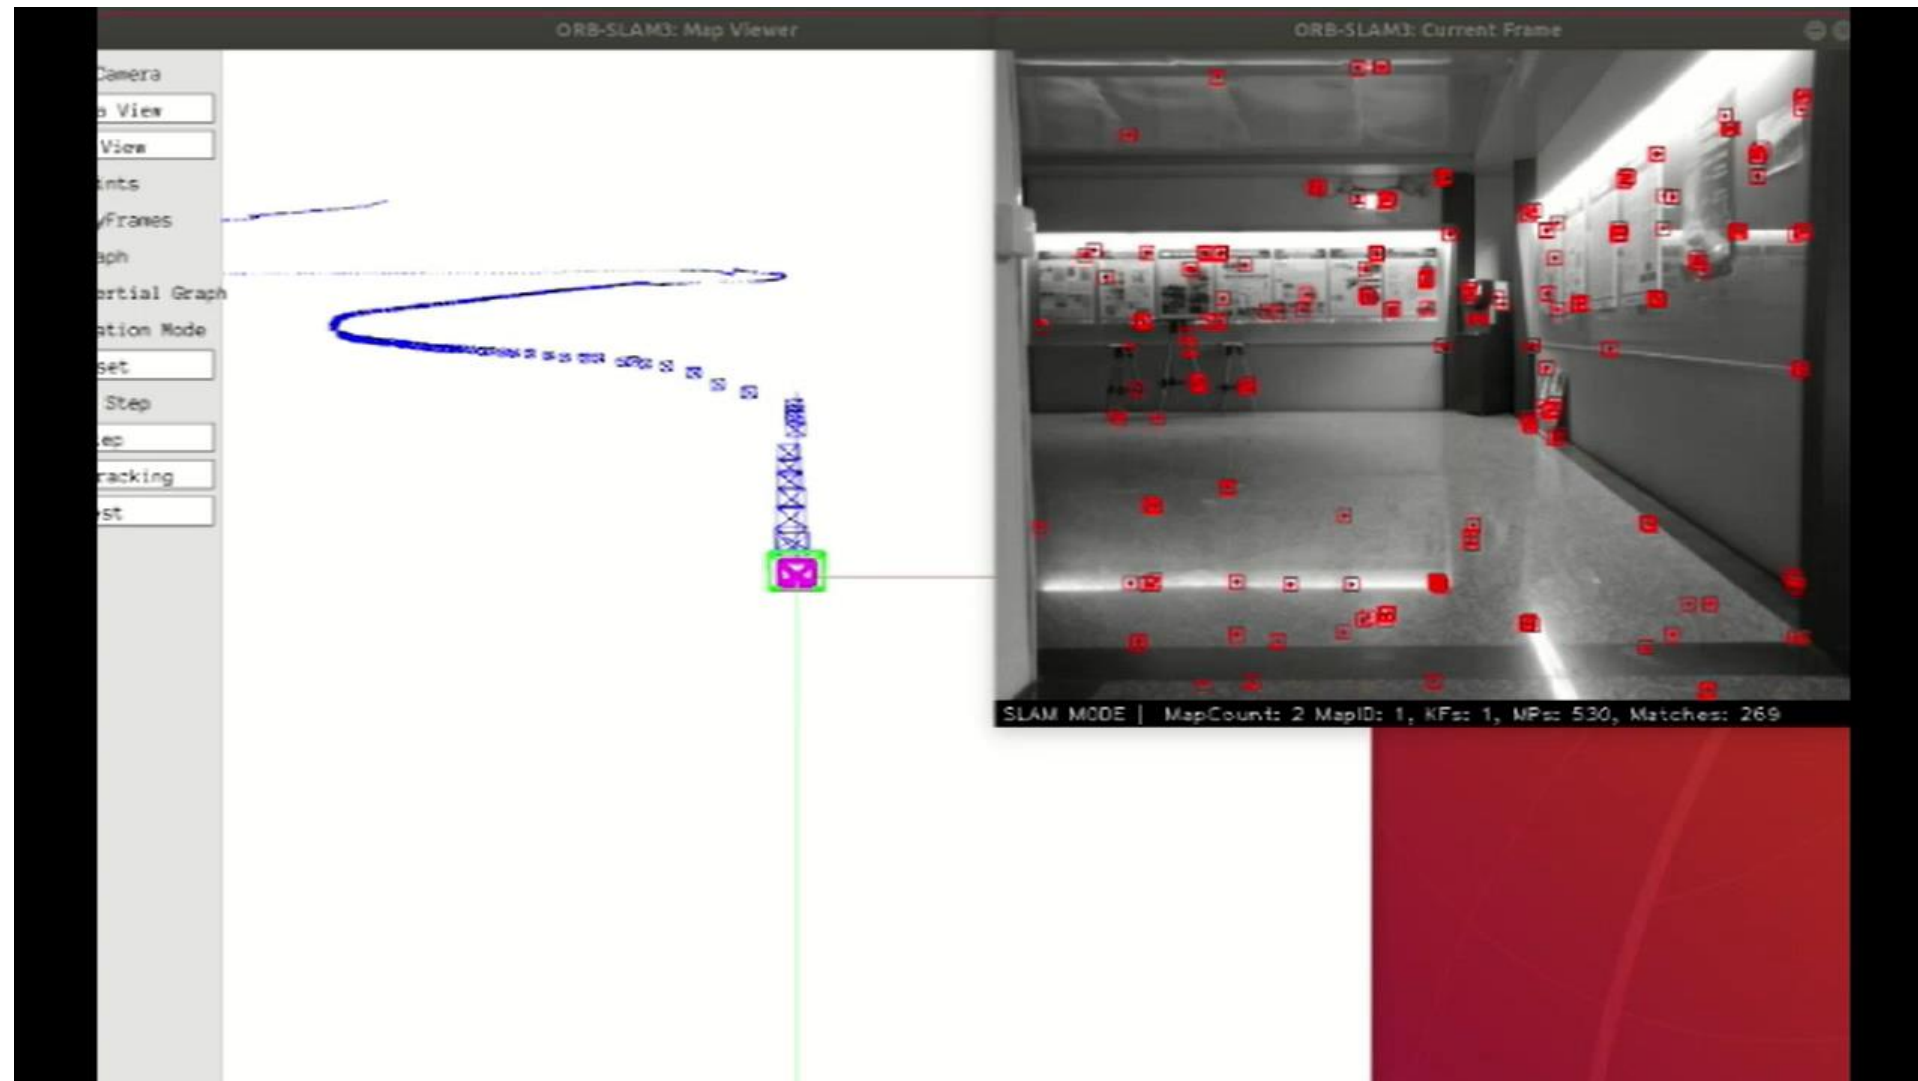 ORB-SLAM3: Map Viewer
ORB-SLAM3: Current Frame
Camera
View
View
ints
yFrames
aph
ertial Graph
ation Mode
set
Step
ep
racking
st
SLAM MODE | MapCount: 2 MapID: 1, KFs: 1, MPs: 530, Matches: 269